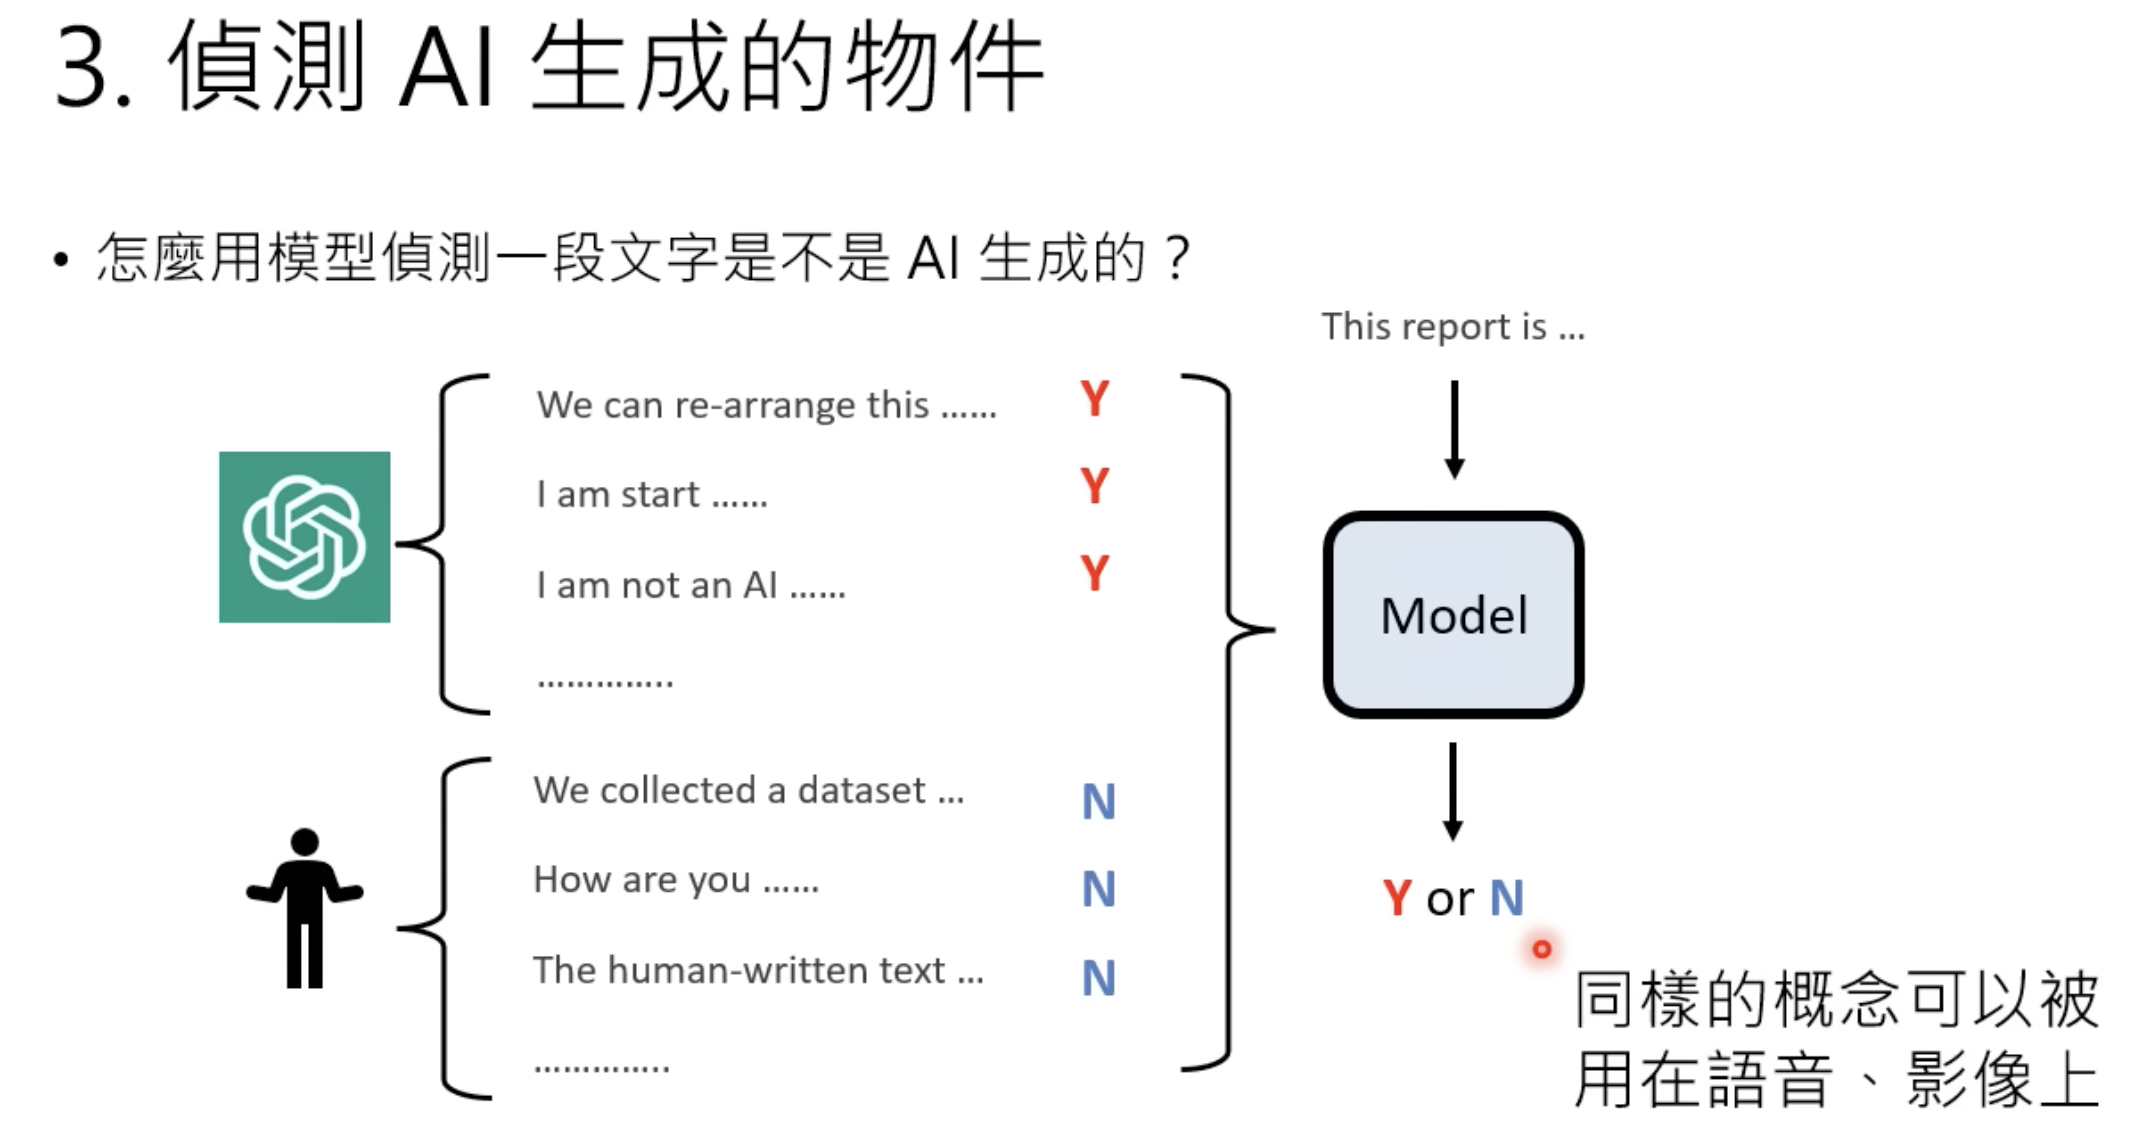 3. 偵測 AI 生成的物件
• 怎麼用模型偵測一段文字是不是 AI 生成的？
This report is ...
We can re-arrange this …… Y
I am start …… Y
I am not an AI …… Y
…………..
Model
We collected a dataset ... N
How are you …… N
The human-written text ... N
…………..
Y or N
同樣的概念可以被
用在語音、影像上